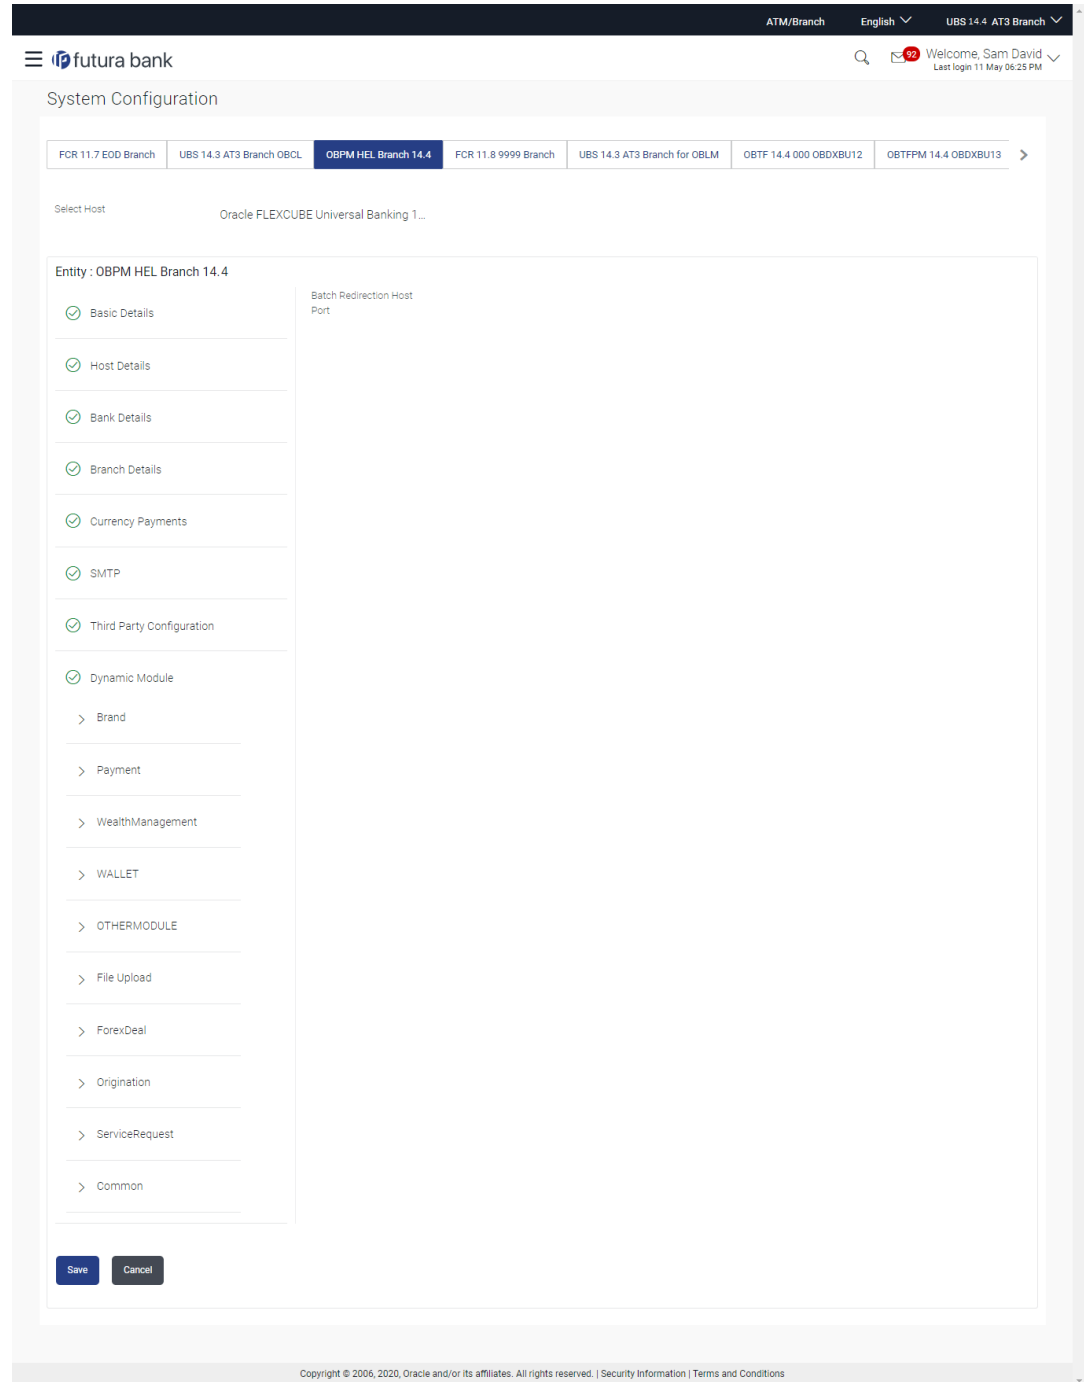 ATM/Branch English UBS 14.4 AT3 Branch
futura bank 92 Welcome, Sam David
Last login 11 May 06:25 PM
System Configuration
FCR 11.7 EOD Branch UBS 14.3 AT3 Branch OBCL OBPM HEL Branch 14.4 FCR 11.8 9999 Branch UBS 14.3 AT3 Branch for OBLM OBTF 14.4 000 OBDXBU12 OBTFPM 14.4 OBDXBU13
Select Host Oracle FLEXCUBE Universal Banking 1...
Entity : OBPM HEL Branch 14.4
Basic Details
Host Details
Bank Details
Branch Details
Currency Payments
SMTP
Third Party Configuration
Dynamic Module
Brand
Payment
WealthManagement
WALLET
OTHERMODULE
File Upload
ForexDeal
Origination
ServiceRequest
Common
Batch Redirection Host
Port
Save Cancel
Copyright © 2006, 2020, Oracle and/or its affiliates. All rights reserved. | Security Information | Terms and Conditions